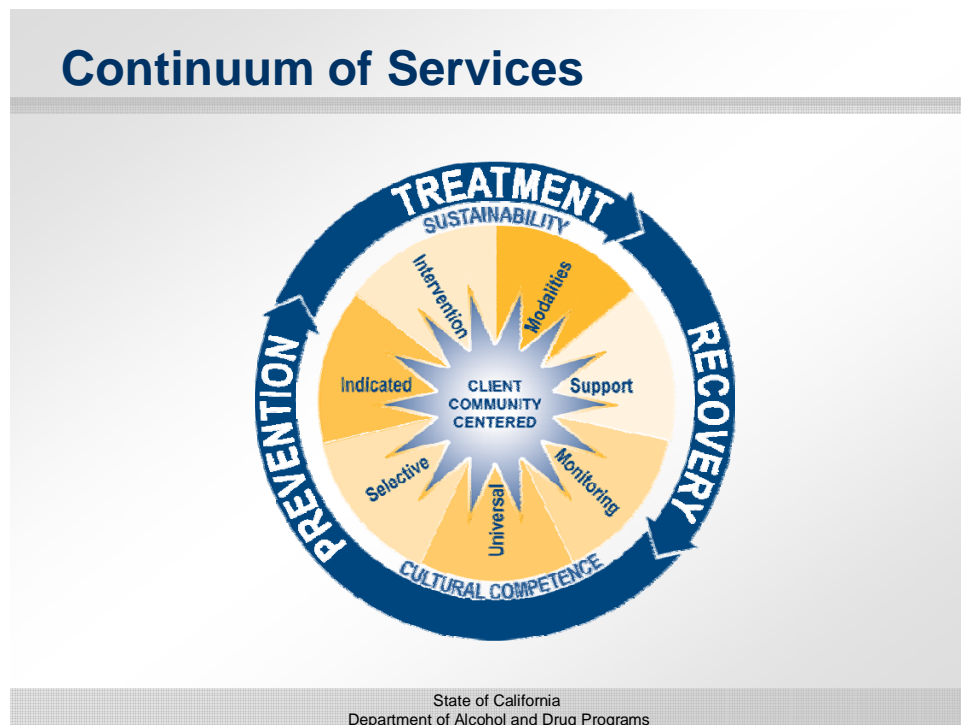 Continuum of Services
TREATMENT
SUSTAINABILITY
Intervention
Modalities
RECOVERY
PREVENTION
Indicated
CLIENT
COMMUNITY
CENTERED
Support
Selective
Universal
Monitoring
CULTURAL COMPETENCE
State of California
Department of Alcohol and Drug Programs